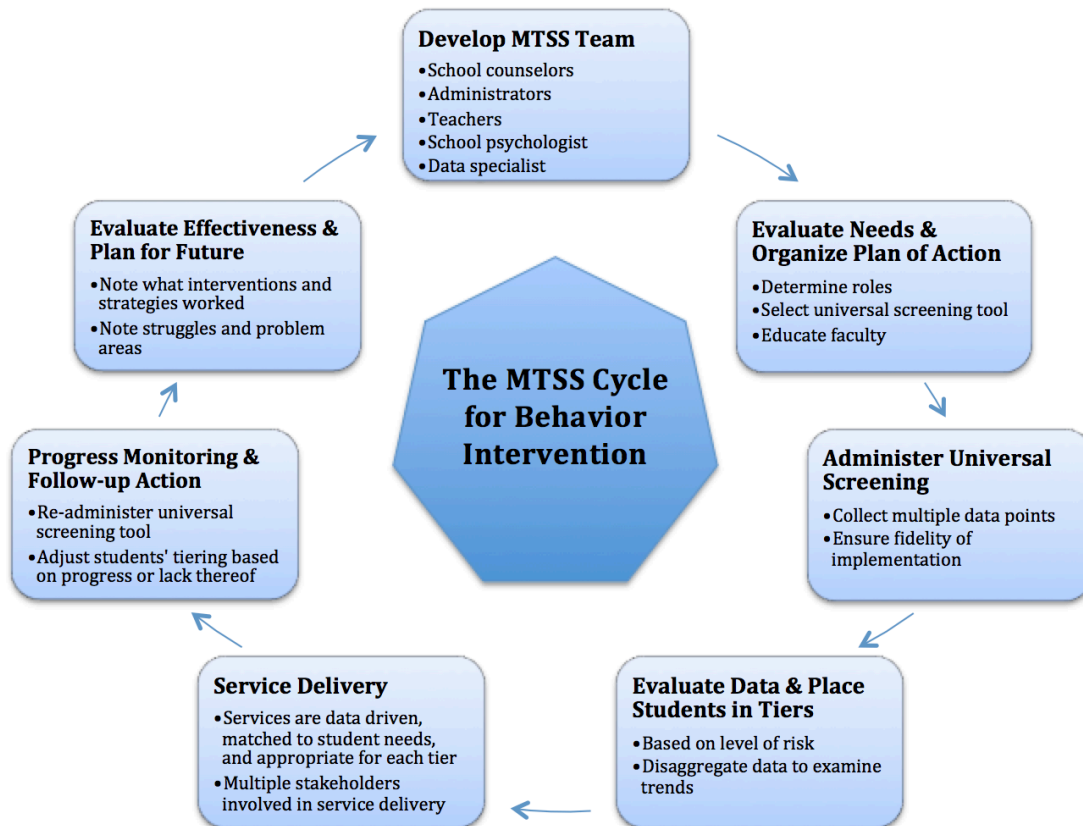 Develop MTSS Team
•School counselors
•Administrators
•Teachers
•School psychologist
•Data specialist
Evaluate Needs &
Organize Plan of Action
•Determine roles
•Select universal screening tool
•Educate faculty
Administer Universal
Screening
•Collect multiple data points
•Ensure fidelity of
implementation
Evaluate Data & Place
Students in Tiers
•Based on level of risk
•Disaggregate data to examine
trends
Service Delivery
•Services are data driven,
matched to student needs,
and appropriate for each tier
•Multiple stakeholders
involved in service delivery
Progress Monitoring &
Follow-up Action
•Re-administer universal
screening tool
•Adjust students' tiering based
on progress or lack thereof
Evaluate Effectiveness &
Plan for Future
•Note what interventions and
strategies worked
•Note struggles and problem
areas
The MTSS Cycle
for Behavior
Intervention